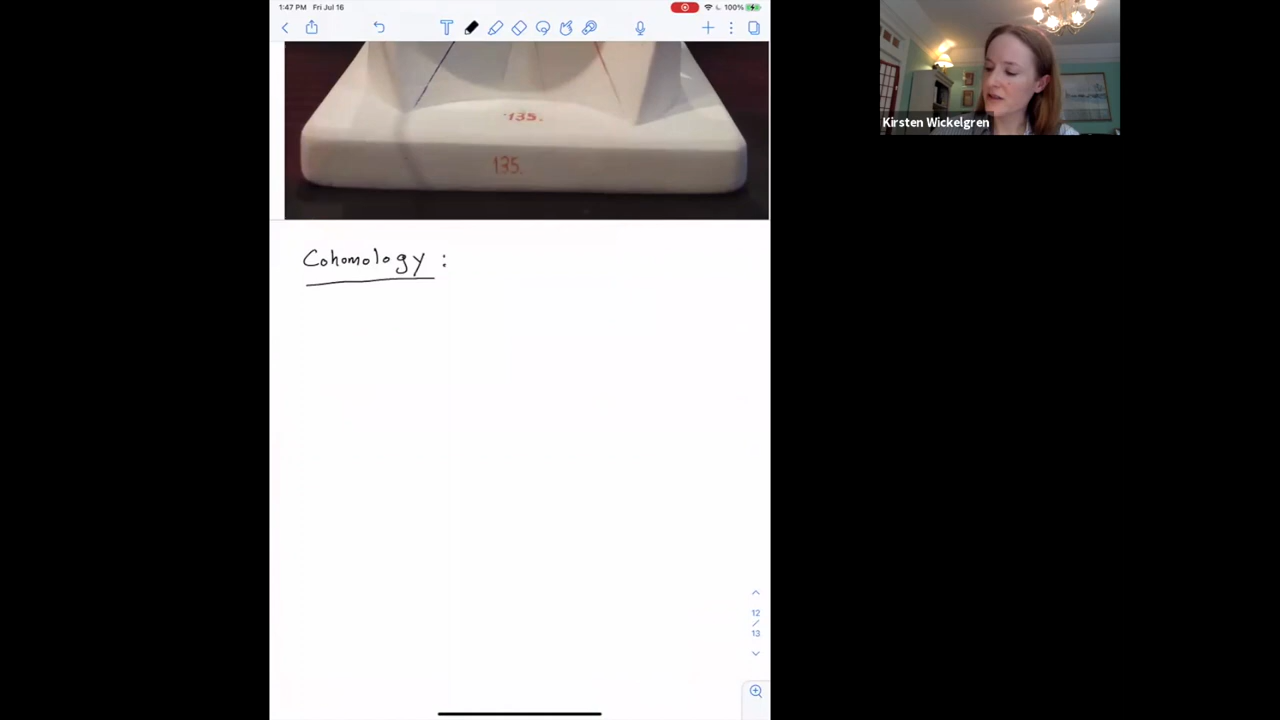 1:47 PM Fri Jul 16
100%
Kirsten Wickelgren
135.
135.
Cohomology :
12
/
13